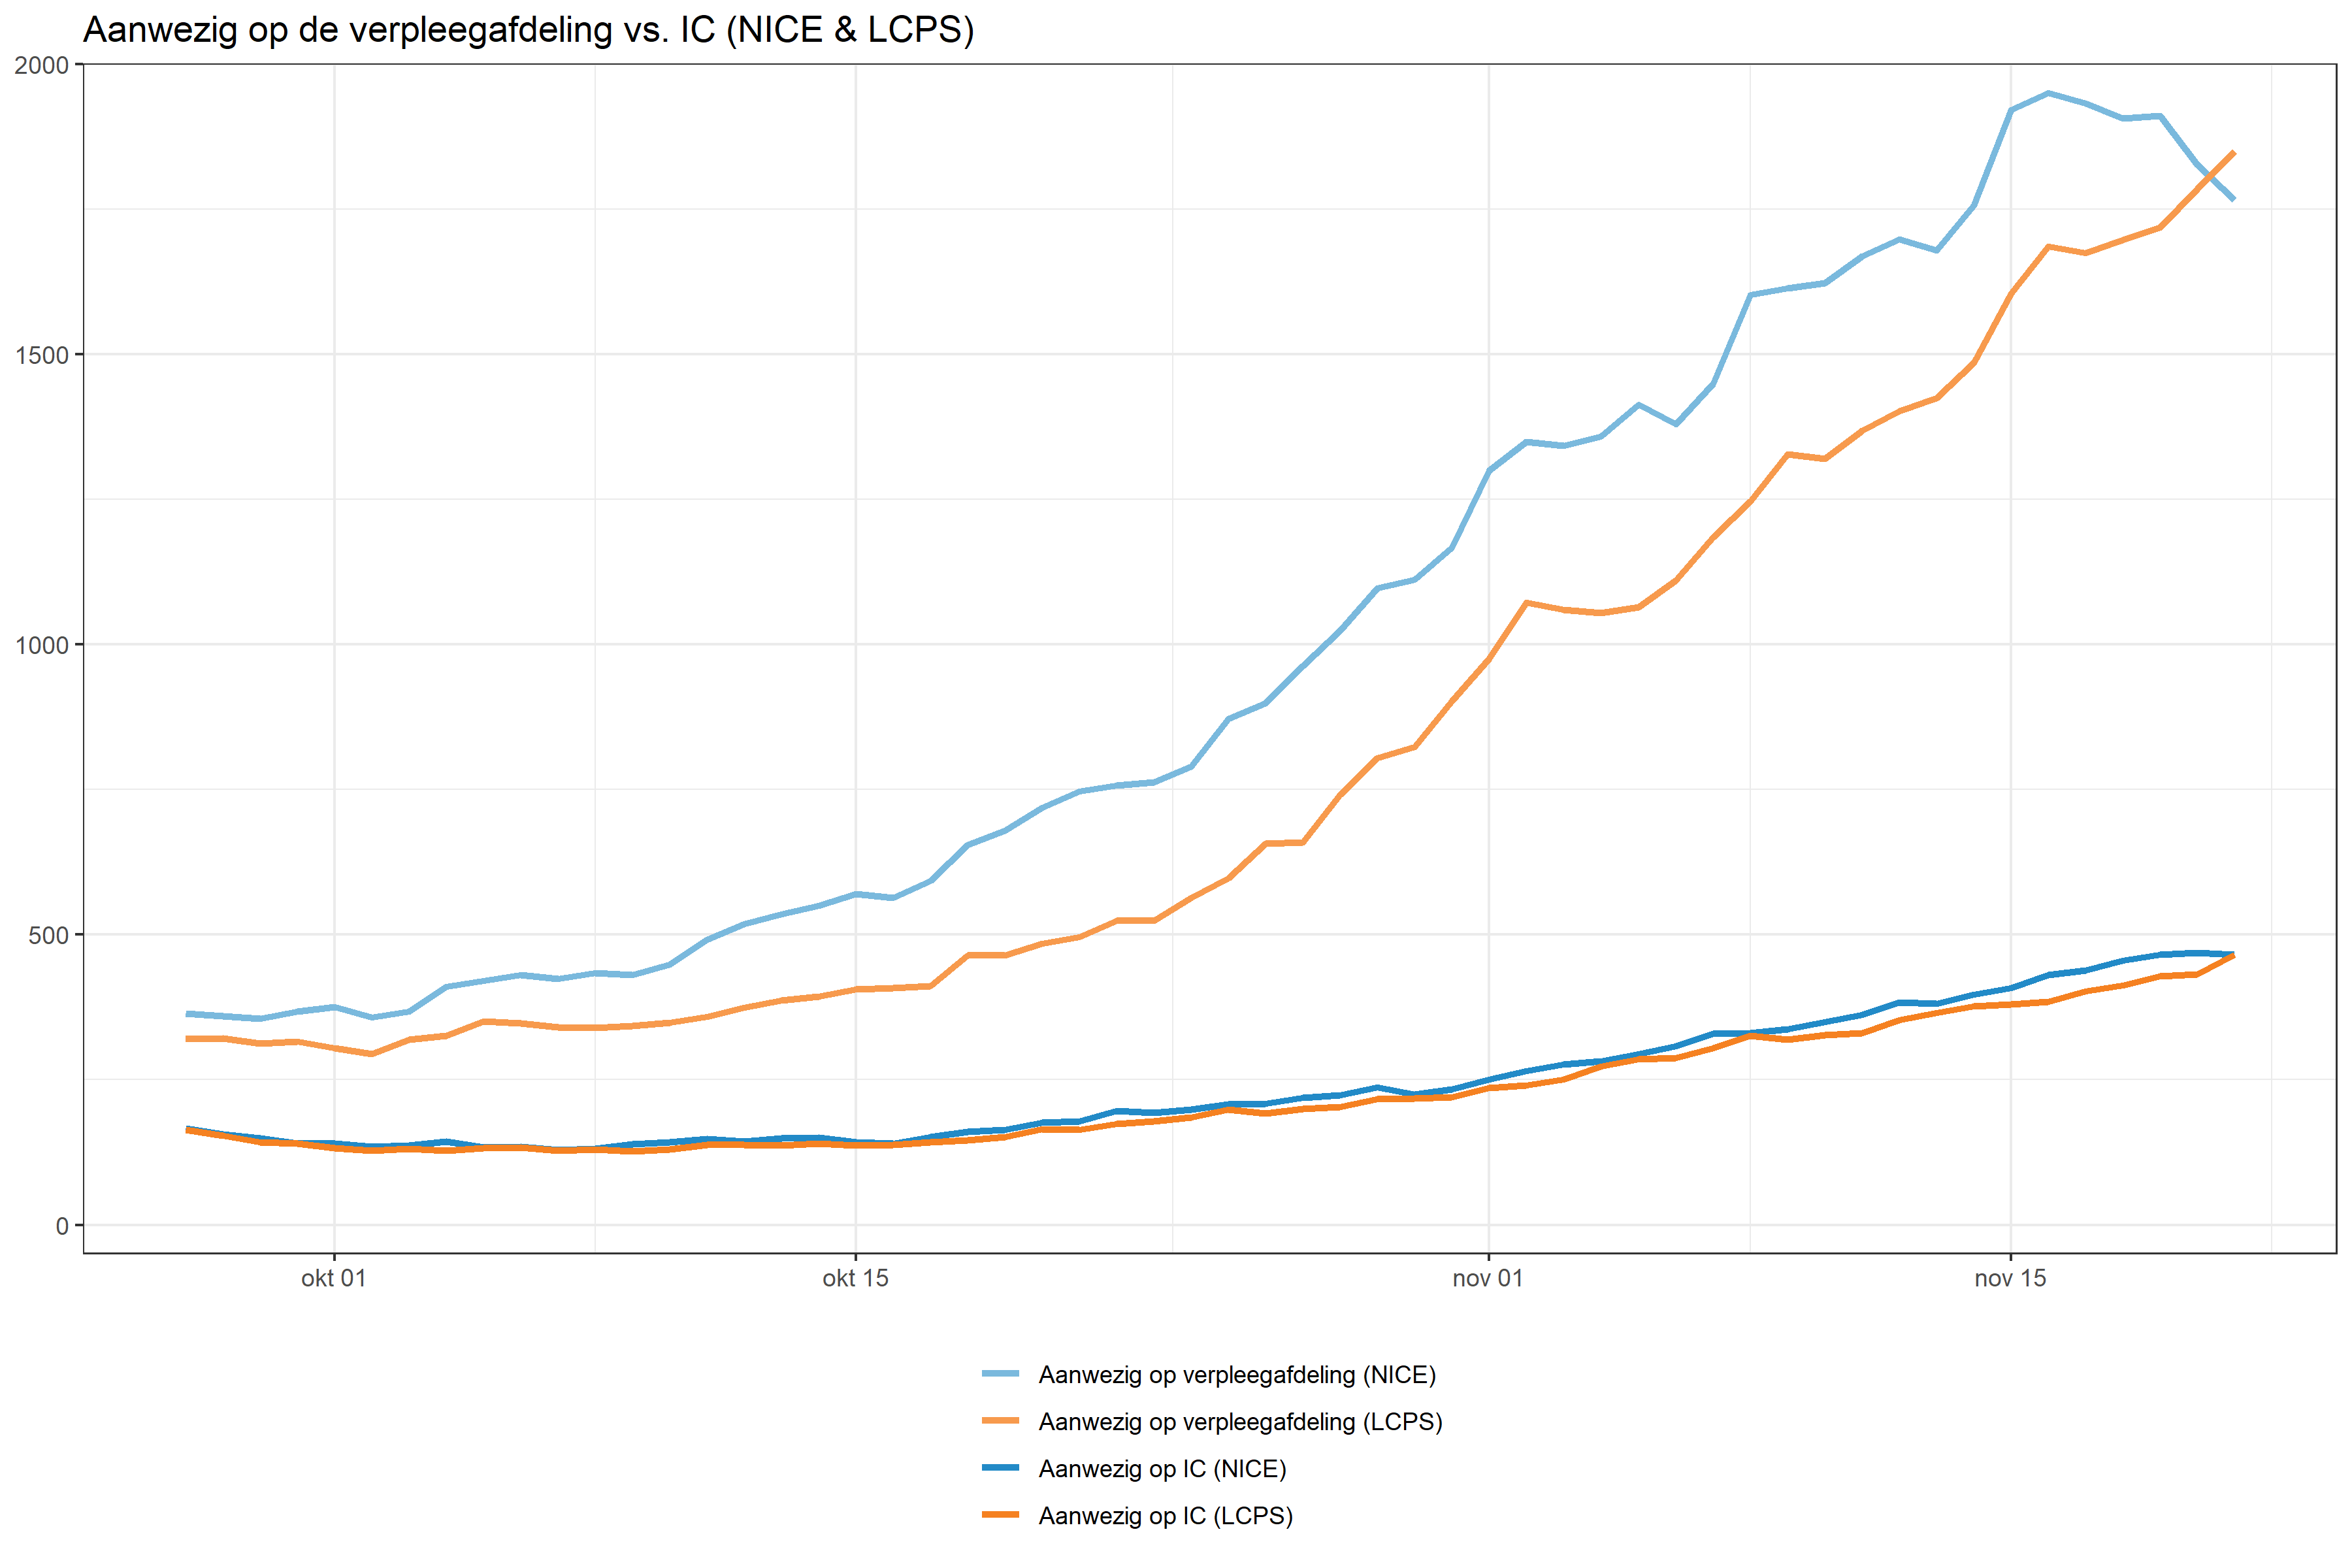 Aanwezig op de verpleegafdeling vs. IC (NICE & LCPS)
2000
1500
1000
500
0
okt 01 okt 15 nov 01 nov 15
Aanwezig op verpleegafdeling (NICE)
Aanwezig op verpleegafdeling (LCPS)
Aanwezig op IC (NICE)
Aanwezig op IC (LCPS)